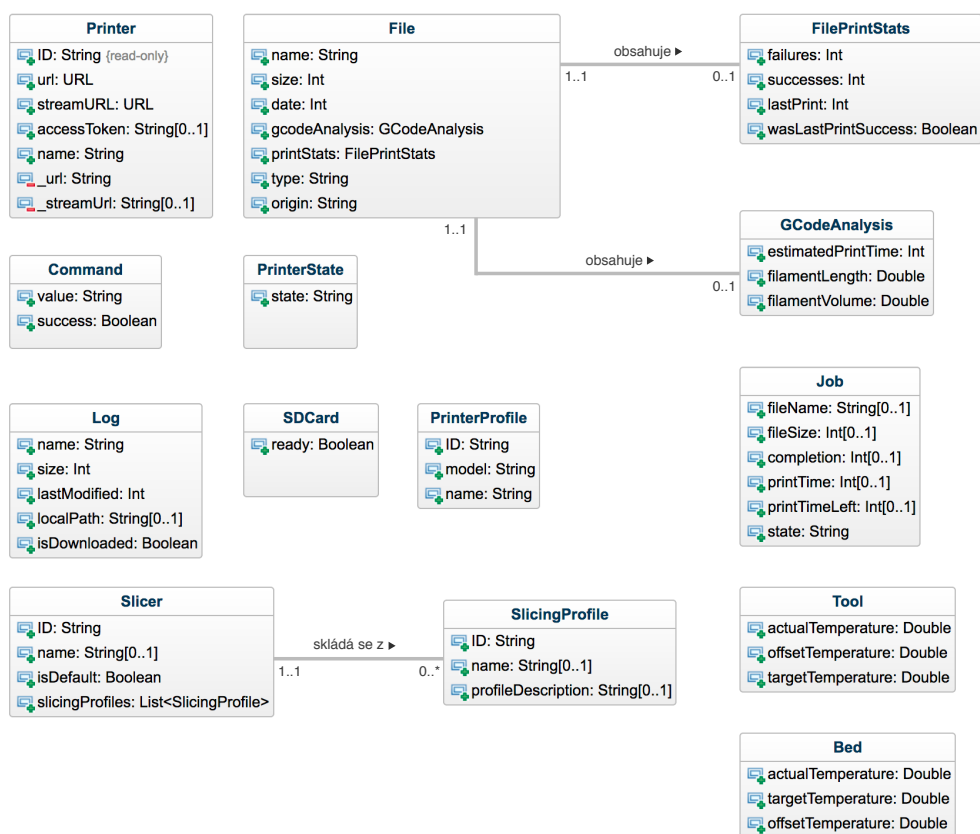 Printer
ID: String {read-only}
url: URL
streamURL: URL
accessToken: String[0..1]
name: String
_url: String
_streamUrl: String[0..1]
File
name: String
size: Int
date: Int
gcodeAnalysis: GCodeAnalysis
printStats: FilePrintStats
type: String
origin: String
obsahuje ▶
1..1
0..1
FilePrintStats
failures: Int
successes: Int
lastPrint: Int
wasLastPrintSuccess: Boolean
1..1
obsahuje ▶
0..1
GCodeAnalysis
estimatedPrintTime: Int
filamentLength: Double
filamentVolume: Double
Command
value: String
success: Boolean
PrinterState
state: String
Log
name: String
size: Int
lastModified: Int
localPath: String[0..1]
isDownloaded: Boolean
SDCard
ready: Boolean
PrinterProfile
ID: String
model: String
name: String
Job
fileName: String[0..1]
fileSize: Int[0..1]
completion: Int[0..1]
printTime: Int[0..1]
printTimeLeft: Int[0..1]
state: String
Slicer
ID: String
name: String[0..1]
isDefault: Boolean
slicingProfiles: List<SlicingProfile>
skládá se z ▶
1..1
0..*
SlicingProfile
ID: String
name: String[0..1]
profileDescription: String[0..1]
Tool
actualTemperature: Double
offsetTemperature: Double
targetTemperature: Double
Bed
actualTemperature: Double
targetTemperature: Double
offsetTemperature: Double